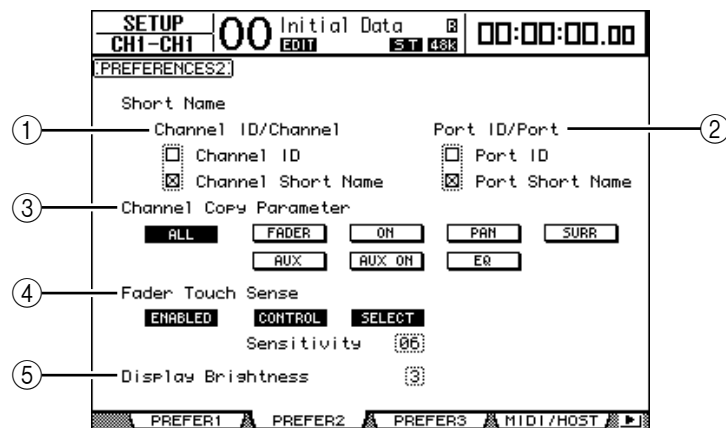 SETUP
CH1-CH1
00 Initial Data R
EDIT ST 48k
00:00:00.00
PREFERENCES2
Short Name
① Channel ID/Channel Port ID/Port ②
Channel ID Port ID
Channel Short Name Port Short Name
③ Channel Copy Parameter
ALL FADER ON PAN SURR
AUX AUX ON EQ
④ Fader Touch Sense
ENABLED CONTROL SELECT
Sensitivity 06
⑤ Display Brightness 3
PREFER1 PREFER2 PREFER3 MIDI/HOST